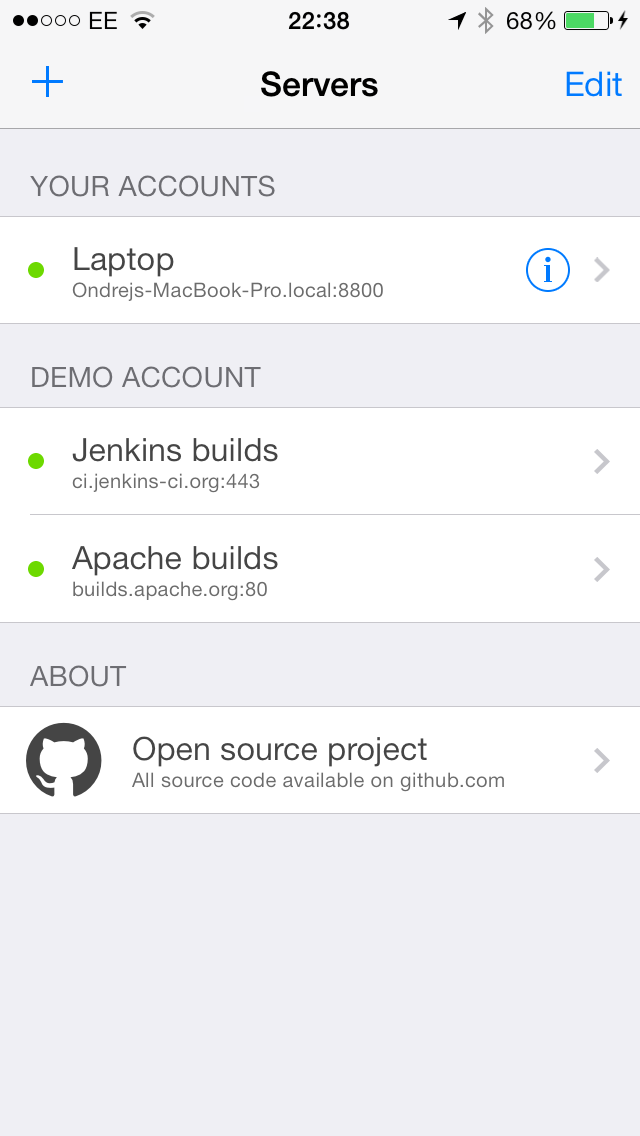 EE 22:38 68%
Servers Edit
YOUR ACCOUNTS
Laptop
Ondrejs-MacBook-Pro.local:8800
DEMO ACCOUNT
Jenkins builds
ci.jenkins-ci.org:443
Apache builds
builds.apache.org:80
ABOUT
Open source project
All source code available on github.com